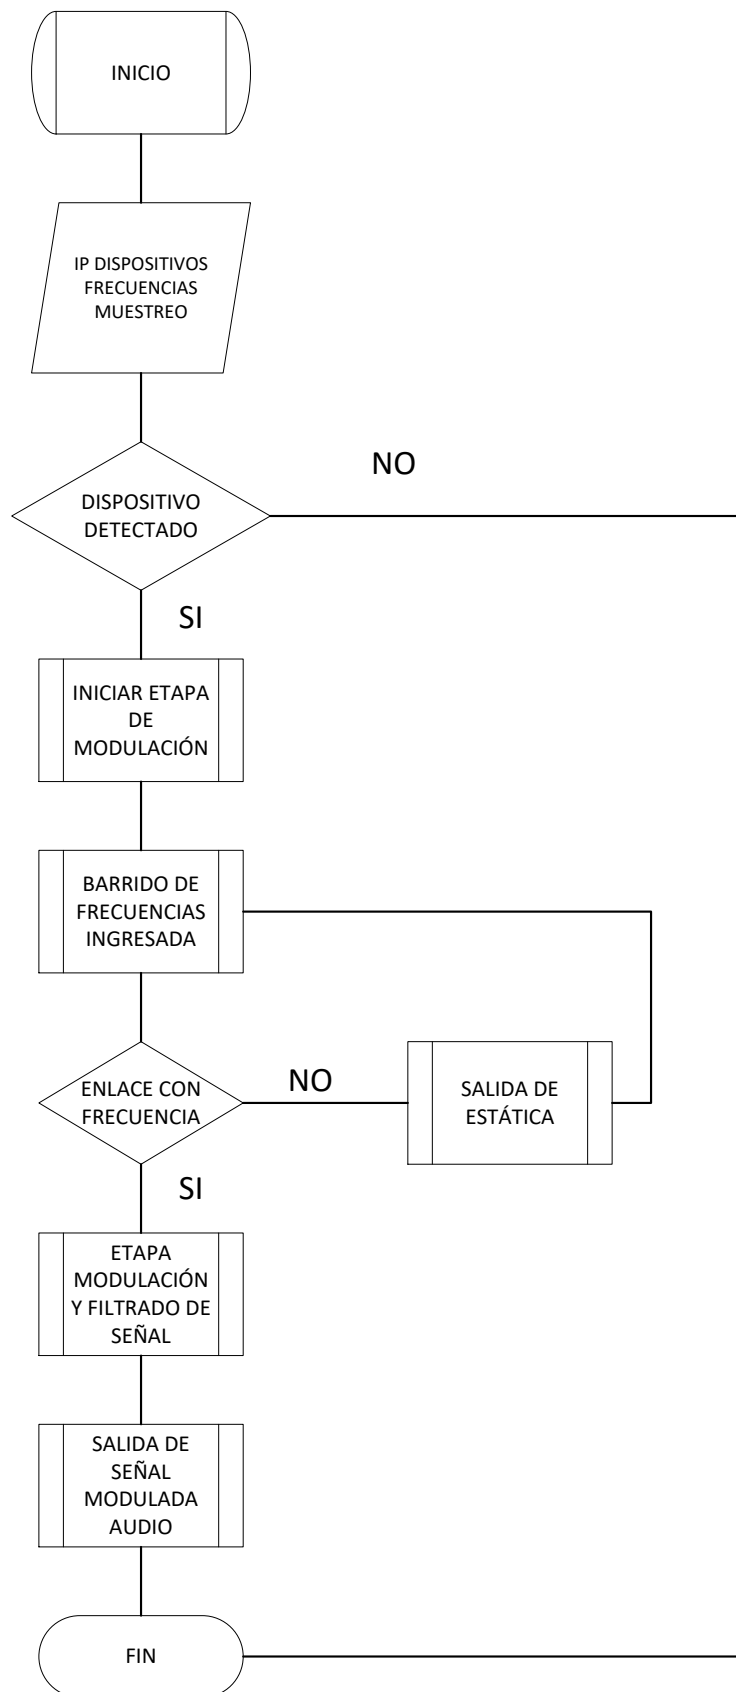 INICIO
IP DISPOSITIVOS
FRECUENCIAS
MUESTREO
NO
DISPOSITIVO
DETECTADO
SI
INICIAR ETAPA
DE
MODULACIÓN
BARRIDO DE
FRECUENCIAS
INGRESADA
ENLACE CON
FRECUENCIA
NO
SALIDA DE
ESTÁTICA
SI
ETAPA
MODULACIÓN
Y FILTRADO DE
SEÑAL
SALIDA DE
SEÑAL
MODULADA
AUDIO
FIN